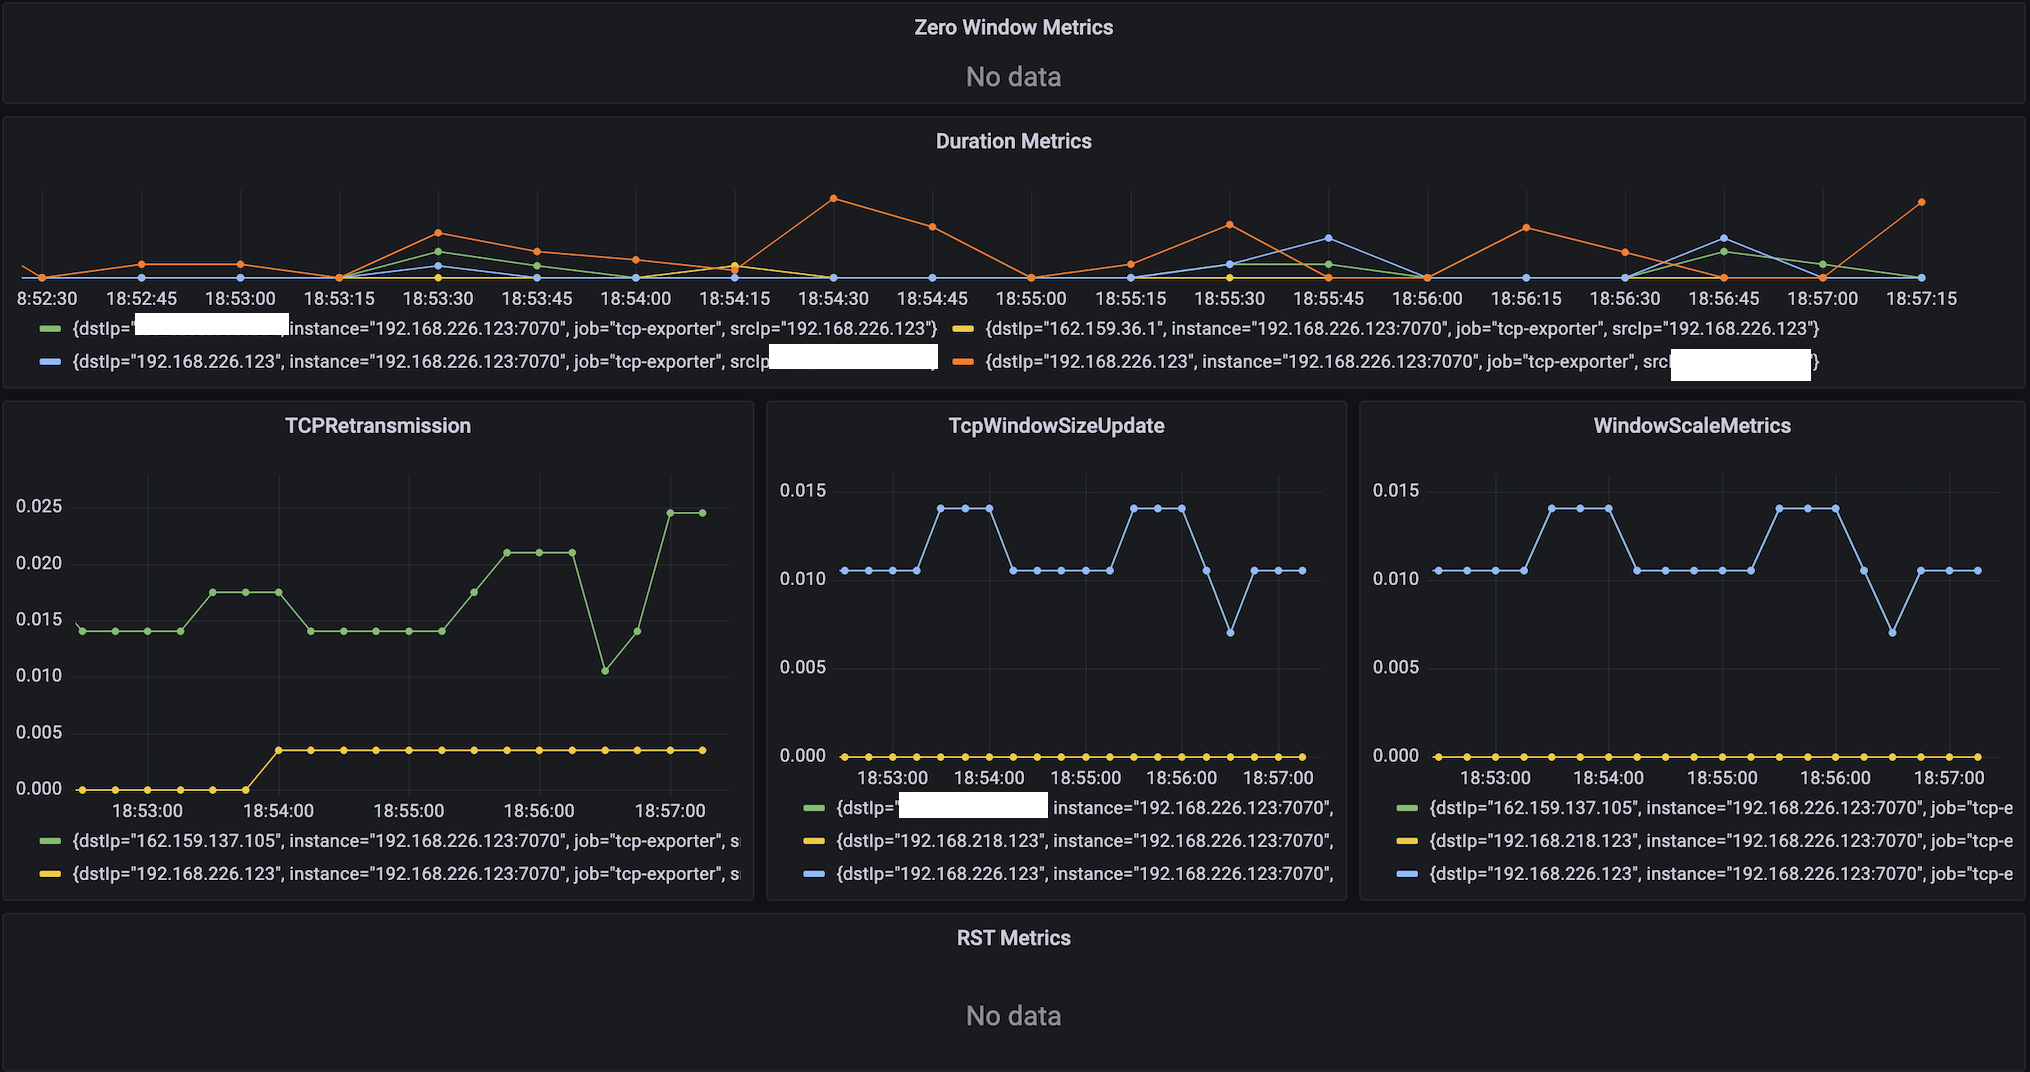 Zero Window Metrics
No data
Duration Metrics
8:52:30 18:52:45 18:53:00 18:53:15 18:53:30 18:53:45 18:54:00 18:54:15 18:54:30 18:54:45 18:55:00 18:55:15 18:55:30 18:55:45 18:56:00 18:56:15 18:56:30 18:56:45 18:57:00 18:57:15
{dstIp=" instance="192.168.226.123:7070", job="tcp-exporter", srcIp="192.168.226.123"} {dstIp="162.159.36.1", instance="192.168.226.123:7070", job="tcp-exporter", srcIp="192.168.226.123"}
{dstIp="192.168.226.123", instance="192.168.226.123:7070", job="tcp-exporter", srcIp {dstIp="192.168.226.123", instance="192.168.226.123:7070", job="tcp-exporter", srcI }
TCPRetransmission
0.025
0.020
0.015
0.010
0.005
0.000
18:53:00 18:54:00 18:55:00 18:56:00 18:57:00
{dstIp="162.159.137.105", instance="192.168.226.123:7070", job="tcp-exporter", s
{dstIp="192.168.226.123", instance="192.168.226.123:7070", job="tcp-exporter", s
TcpWindowSizeUpdate
0.015
0.010
0.005
0.000
18:53:00 18:54:00 18:55:00 18:56:00 18:57:00
{dstIp=" instance="192.168.226.123:7070",
{dstIp="192.168.218.123", instance="192.168.226.123:7070",
{dstIp="192.168.226.123", instance="192.168.226.123:7070",
WindowScaleMetrics
0.015
0.010
0.005
0.000
18:53:00 18:54:00 18:55:00 18:56:00 18:57:00
{dstIp="162.159.137.105", instance="192.168.226.123:7070", job="tcp-e
{dstIp="192.168.218.123", instance="192.168.226.123:7070", job="tcp-e
{dstIp="192.168.226.123", instance="192.168.226.123:7070", job="tcp-e
RST Metrics
No data